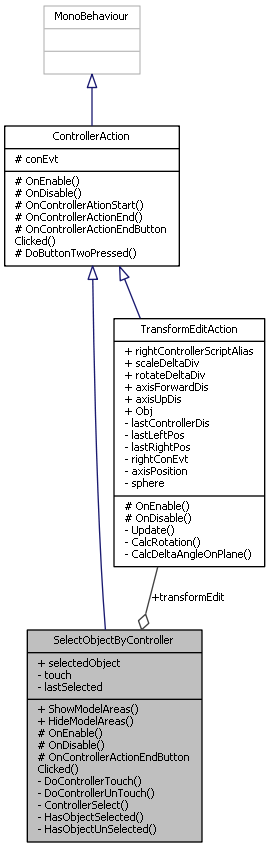 MonoBehaviour
ControllerAction
# conEvt
# OnEnable()
# OnDisable()
# OnControllerAtionStart()
# OnControllerActionEnd()
# OnControllerActionEndButton
Clicked()
# DoButtonTwoPressed()
TransformEditAction
+ rightControllerScriptAlias
+ scaleDeltaDiv
+ rotateDeltaDiv
+ axisForwardDis
+ axisUpDis
+ Obj
- lastControllerDis
- lastLeftPos
- lastRightPos
- rightConEvt
- axisPosition
- sphere
# OnEnable()
# OnDisable()
- Update()
- CalcRotation()
- CalcDeltaAngleOnPlane()
+transformEdit
SelectObjectByController
+ selectedObject
- touch
- lastSelected
+ ShowModelAreas()
+ HideModelAreas()
# OnEnable()
# OnDisable()
# OnControllerActionEndButton
Clicked()
- DoControllerTouch()
- DoControllerUnTouch()
- ControllerSelect()
- HasObjectSelected()
- HasObjectUnSelected()